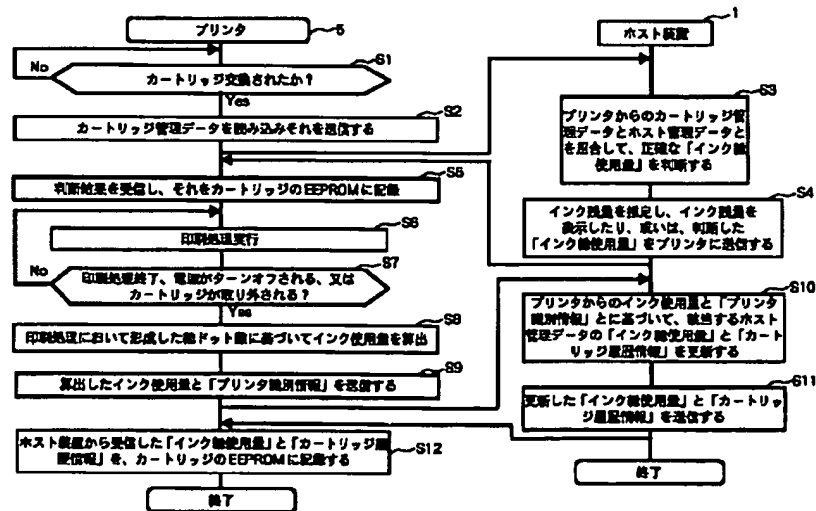 プリンタ
5
No
カートリッジ交換されたか？
S1
Yes
S2
カートリッジ管理データを読み込みそれを送信する
判断結果を受信し、それをカートリッジのEEPROMに記録
S5
S6
印刷処理実行
S7
No
印刷処理終了、電源がターンオフされる、又は
カートリッジが取り外される？
Yes
S8
印刷処理において形成した総ドット数に基づいてインク使用量を算出
S9
算出したインク使用量と「プリンタ識別情報」を送信する
ホスト装置から受信した「インク総使用量」と「カートリッジ履
歴情報」を、カートリッジのEEPROMに記録する
S12
終了
1
ホスト装置
S3
プリンタからのカートリッジ管
理データとホスト管理データと
を照合して、正確な「インク総
使用量」を判断する
S4
インク残量を推定し、インク残量を
表示したり、或いは、判断した
「インク総使用量」をプリンタに送信する
S10
プリンタからのインク使用量と「プリンタ
識別情報」とに基づいて、該当するホスト
管理データの「インク総使用量」と「カート
リッジ履歴情報」を更新する
S11
更新した「インク総使用量」と「カートリッ
ジ履歴情報」を送信する
終了